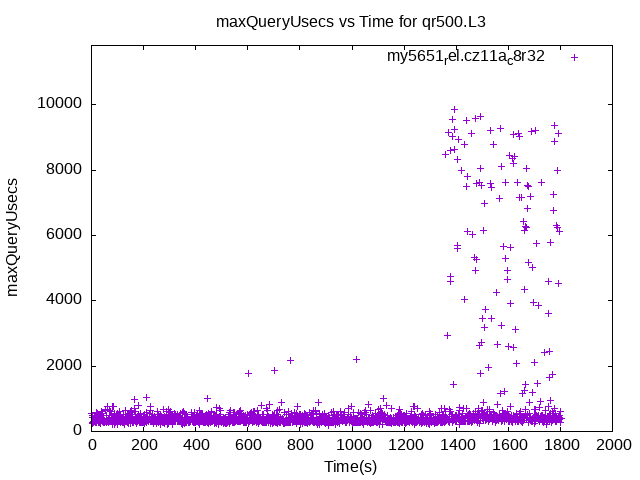 maxQueryUsecs vs Time for qr500.L3
my5651rel.cz11ac8r32
10000
8000
6000
4000
2000
0
maxQueryUsecs
0 200 400 600 800 1000 1200 1400 1600 1800 2000
Time(s)